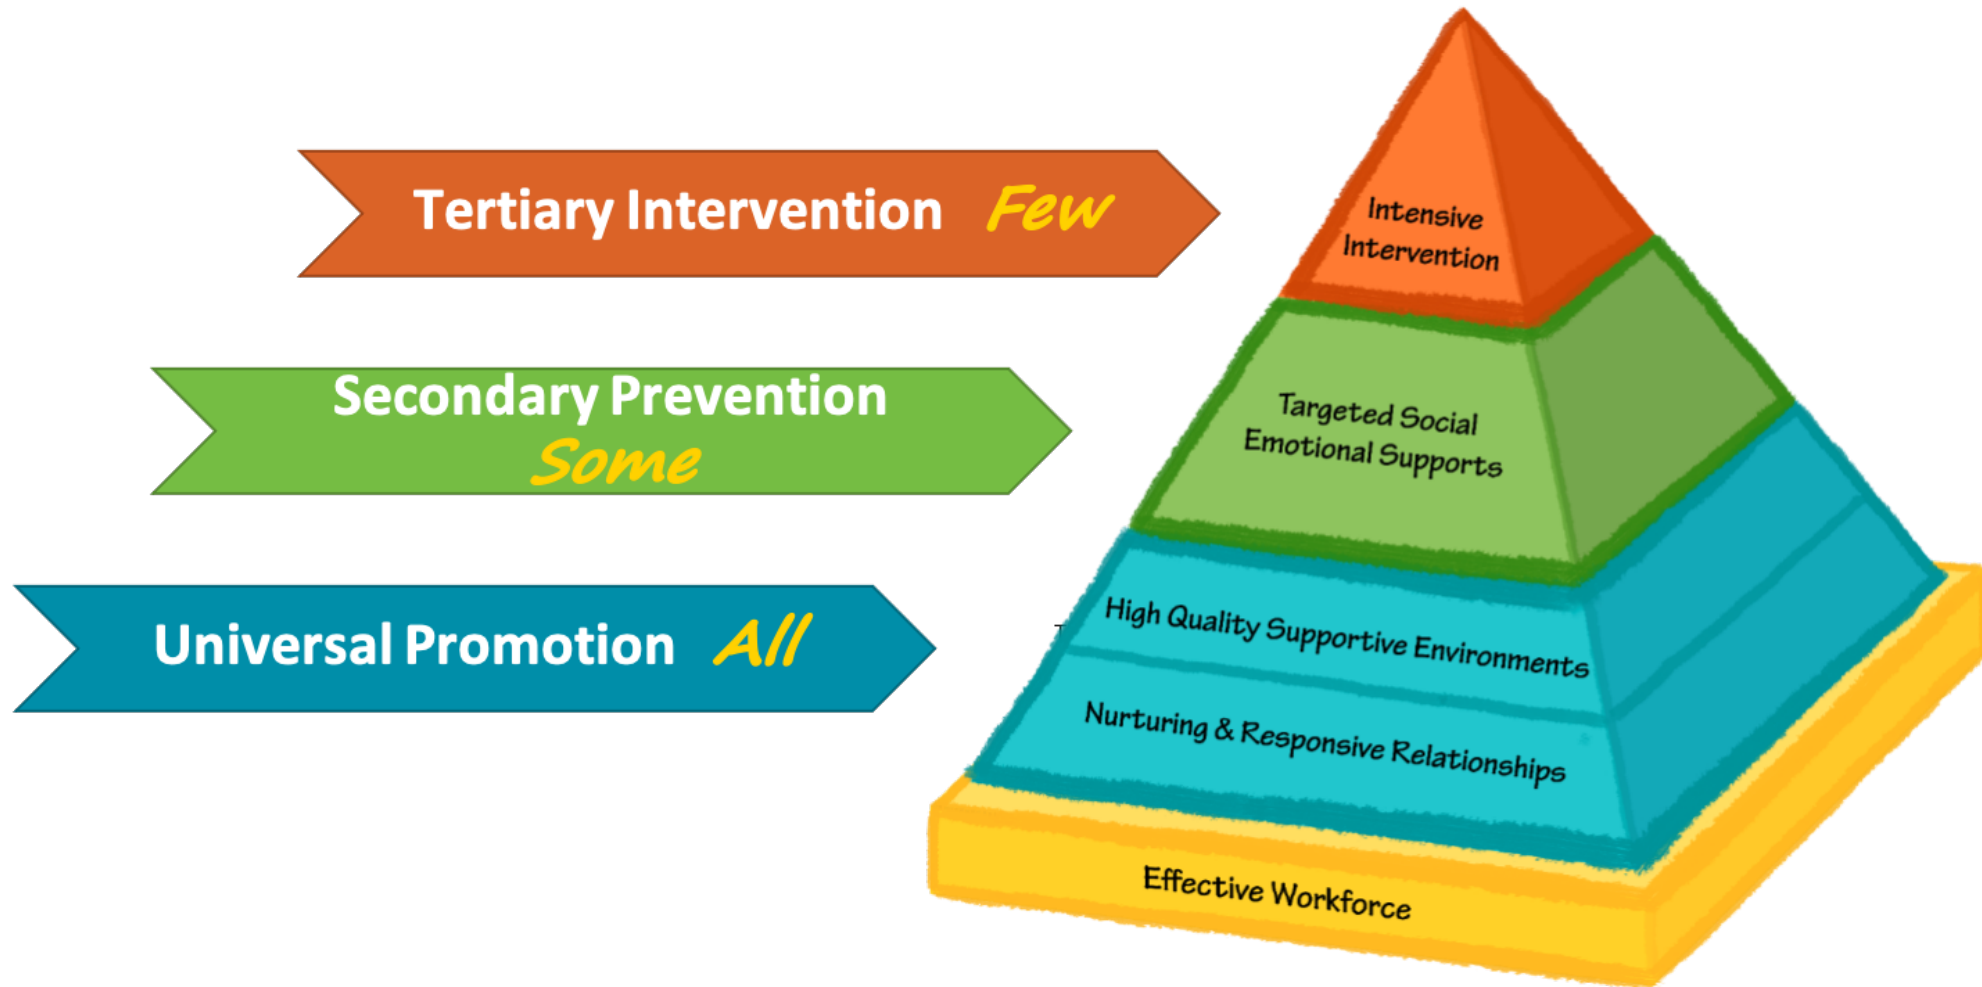 Tertiary Intervention Few
Intensive
Intervention
Secondary Prevention
Some
Targeted Social
Emotional Supports
Universal Promotion All
High Quality Supportive Environments
Nurturing & Responsive Relationships
Effective Workforce